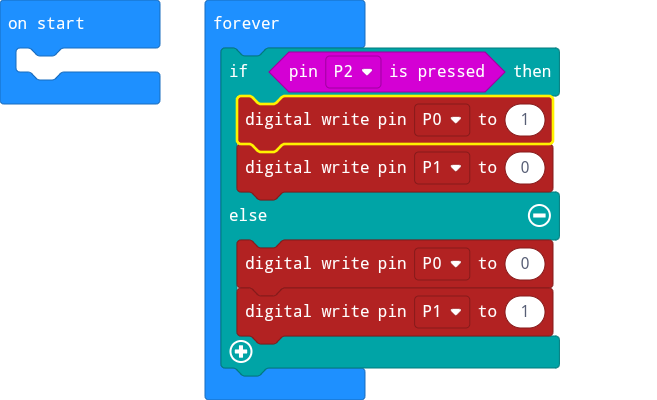 on start
forever
if pin P2 is pressed then
digital write pin P0 to 1
digital write pin P1 to 0
else
digital write pin P0 to 0
digital write pin P1 to 1